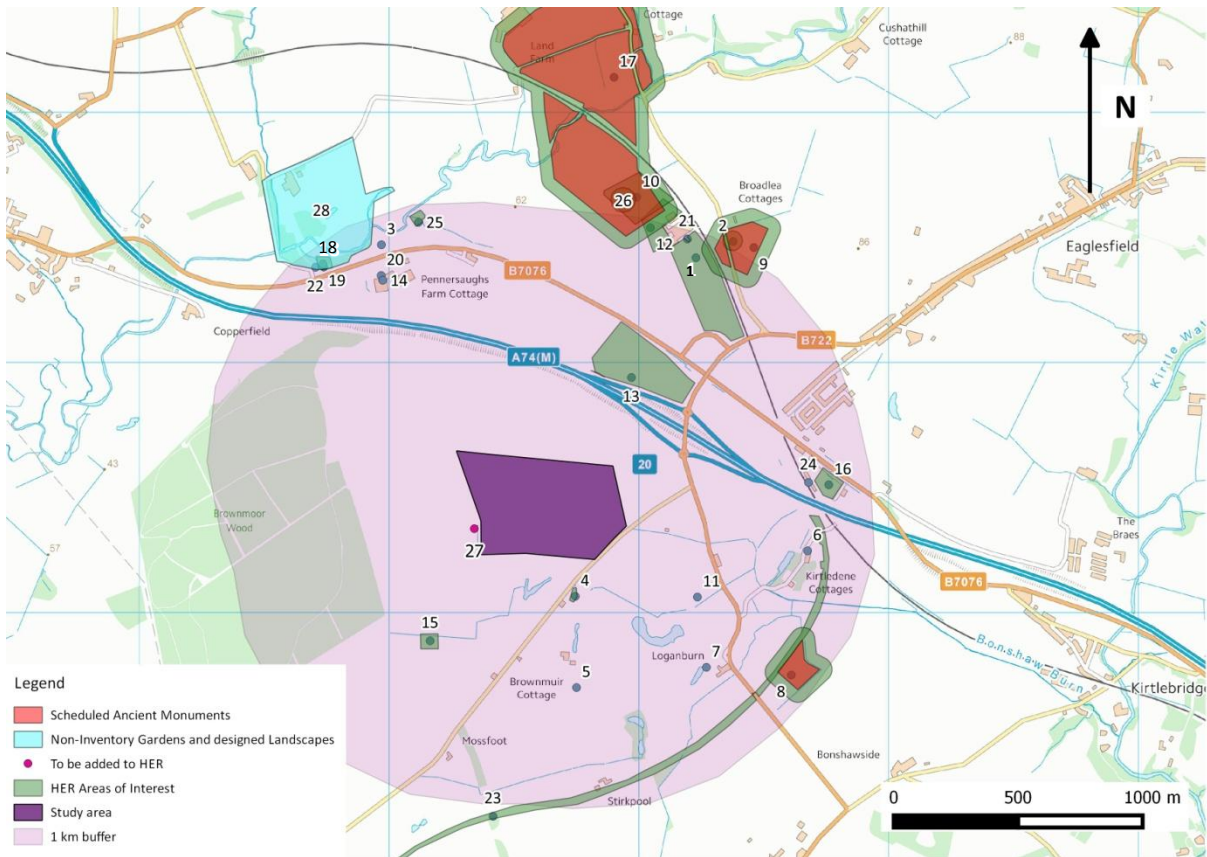 Cottage
Cushathill
Cottage
88
Land
Farm
17
N
10
26
62
Broadlea
Cottages
28
3
25
21
2
12
9
86
Eaglesfield
18
20
1
22
19
14
Pennersaughs
Farm Cottage
B7076
Copperfield
A74(M)
B722
Kirtle Wat
13
43
20
24
16
Brownmoor
Wood
27
57
The
Braes
6
Kirtledene
Cottages
B7076
4
11
15
Bonshaw Burn
Loganburn
7
5
Brownmuir
Cottage
8
Kirtlebridge
Mossfoot
Bonshawside
23
Stirkpool
Legend
Scheduled Ancient Monuments
Non-Inventory Gardens and designed Landscapes
To be added to HER
HER Areas of Interest
Study area
1 km buffer
0 500 1000 m